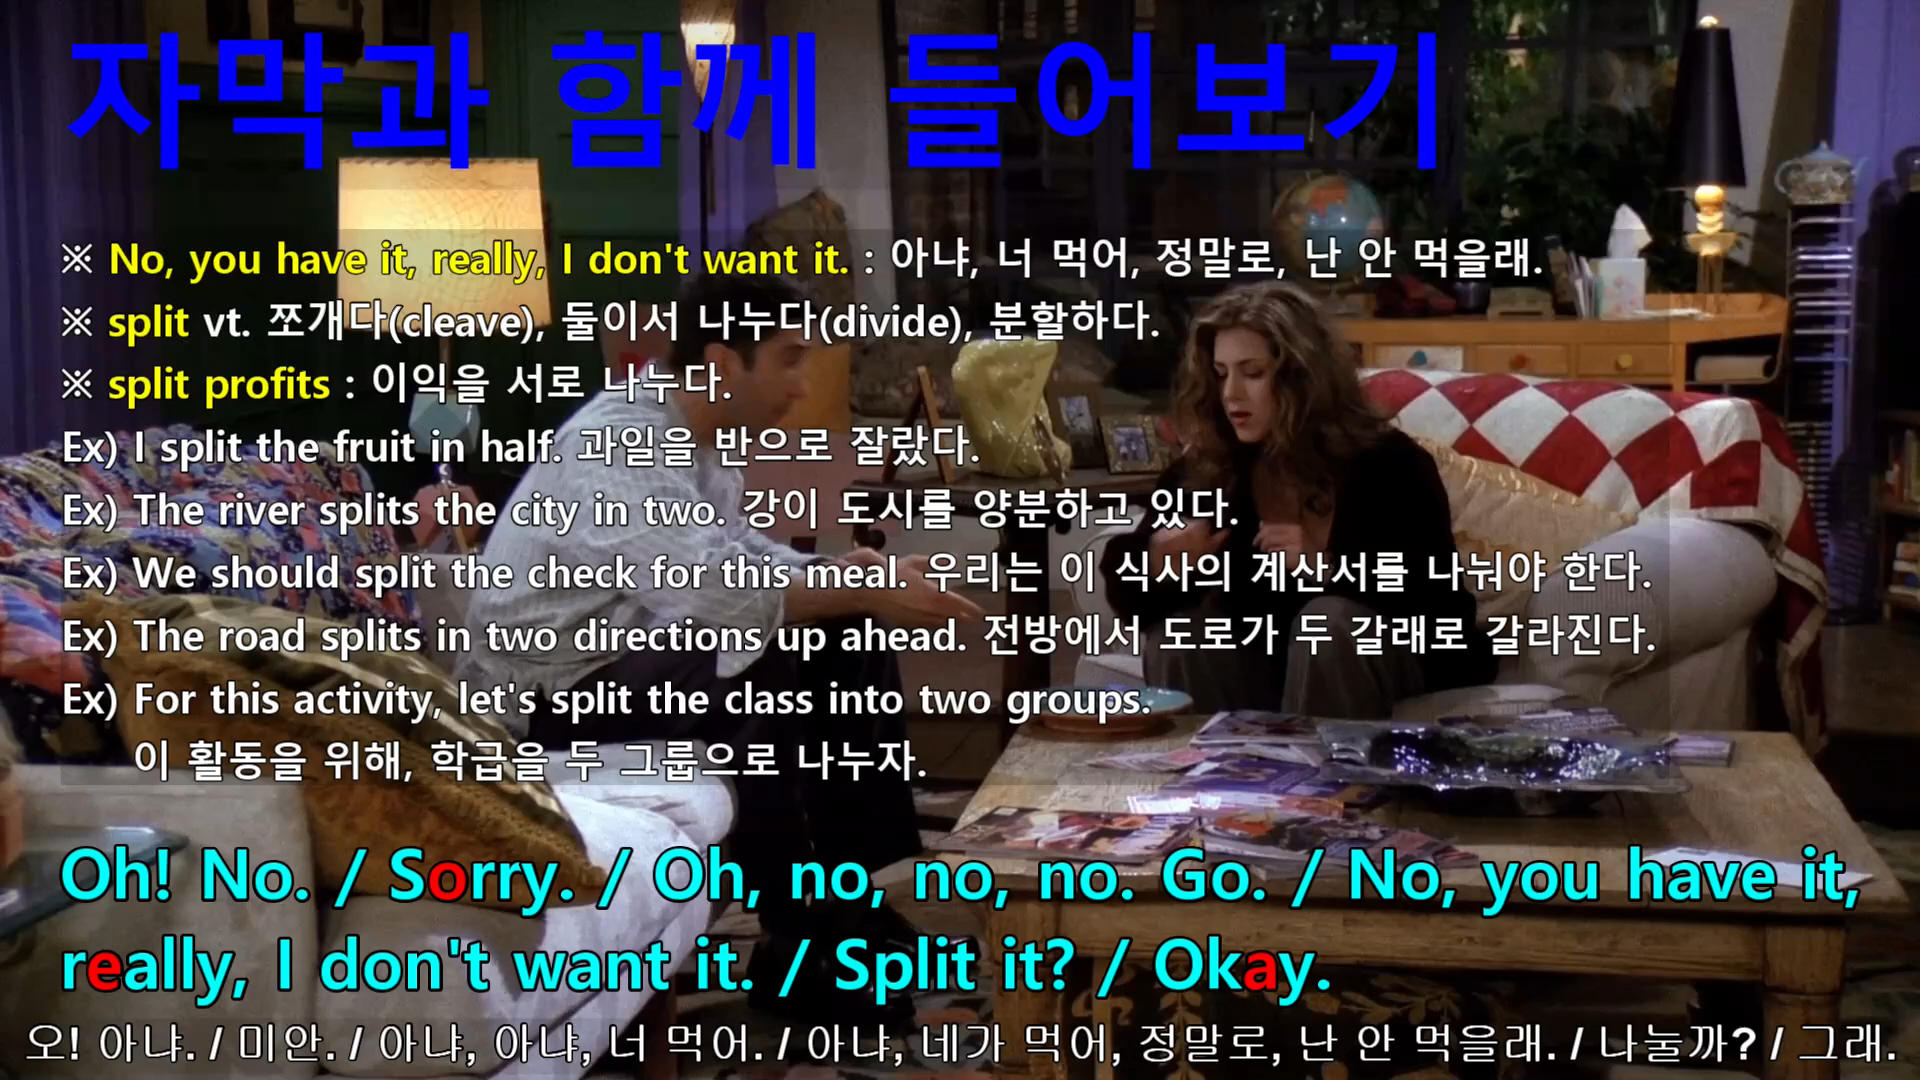 자막과 함께 들어보기
※ No, you have it, really, I don't want it. : 아냐, 너 먹어, 정말로, 난 안 먹을래.
※ split vt. 쪼개다(cleave), 둘이서 나누다(divide), 분할하다.
※ split profits : 이익을 서로 나누다.
Ex) I split the fruit in half. 과일을 반으로 잘랐다.
Ex) The river splits the city in two. 강이 도시를 양분하고 있다.
Ex) We should split the check for this meal. 우리는 이 식사의 계산서를 나눠야 한다.
Ex) The road splits in two directions up ahead. 전방에서 도로가 두 갈래로 갈라진다.
Ex) For this activity, let's split the class into two groups.
이 활동을 위해, 학급을 두 그룹으로 나누자.
Oh! No. / Sorry. / Oh, no, no, no. Go. / No, you have it,
really, I don't want it. / Split it? / Okay.
오! 아냐. / 미안. / 아냐, 아냐, 너 먹어. / 아냐, 네가 먹어, 정말로, 난 안 먹을래. / 나눌까? / 그래.